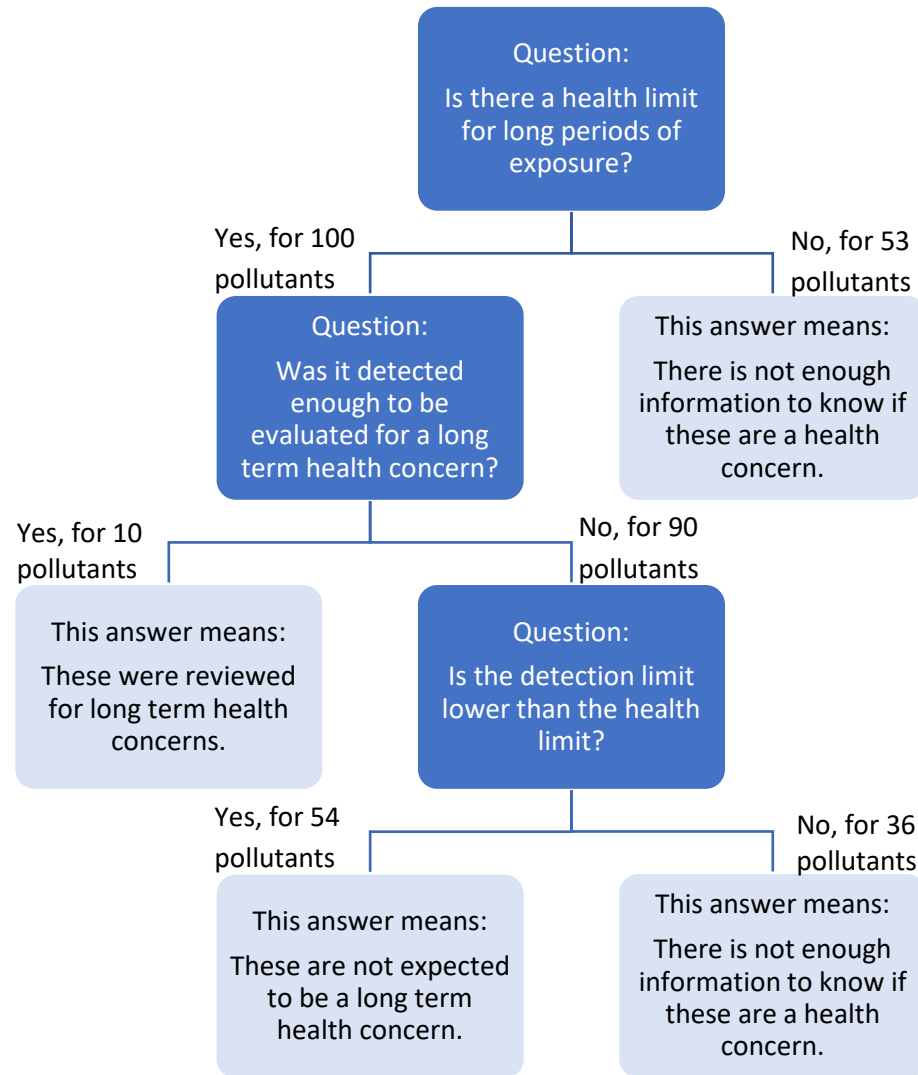 Question:
Is there a health limit
for long periods of
exposure?
Yes, for 100
pollutants
No, for 53
pollutants
Question:
Was it detected
enough to be
evaluated for a long
term health concern?
This answer means:
There is not enough
information to know if
these are a health
concern.
Yes, for 10
pollutants
No, for 90
pollutants
This answer means:
These were reviewed
for long term health
concerns.
Question:
Is the detection limit
lower than the health
limit?
Yes, for 54
pollutants
No, for 36
pollutants
This answer means:
These are not expected
to be a long term
health concern.
This answer means:
There is not enough
information to know if
these are a health
concern.